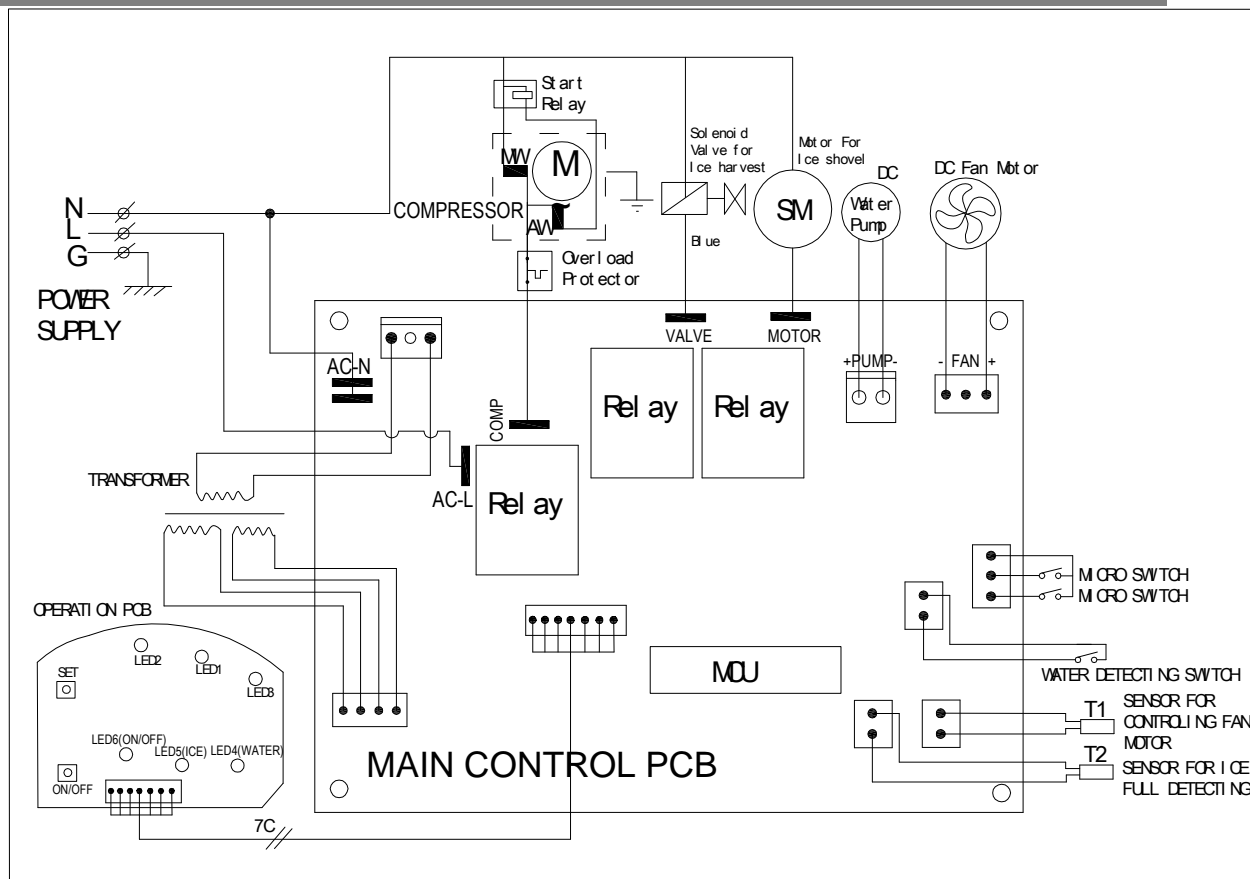 Start
Relay
MW
M
COMPRESSOR
AW
Overload
Protector
Solenoid
Valve for
Ice harvest
Blue
Motor For
Ice shovel
SM
DC
Water
Pump
DC Fan Motor
N
L
G
POWER
SUPPLY
VALVE
MOTOR
+PUMP-
- FAN +
AC-N
COMP
Relay
Relay
TRANSFORMER
AC-L
Relay
MICRO SWITCH
MICRO SWITCH
OPERATION PCB
LED2
LED1
LED3
SET
MCU
WATER DETECTING SWITCH
T1
SENSOR FOR
CONTROLING FAN
MOTOR
T2
SENSOR FOR ICE
FULL DETECTING
LED6(ON/OFF)
LED5(ICE)
LED4(WATER)
ON/OFF
MAIN CONTROL PCB
7C